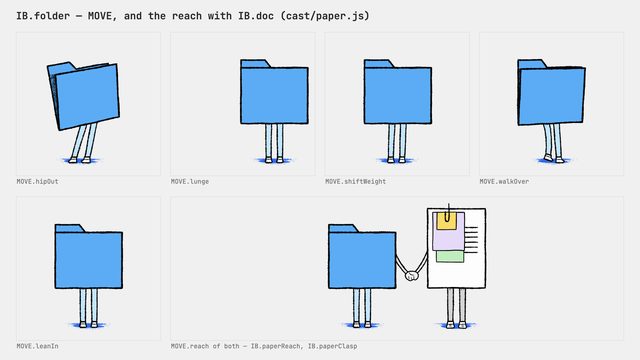 IB.folder — MOVE, and the reach with IB.doc (cast/paper.js)
MOVE.hipOut
MOVE.lunge
MOVE.shiftWeight
MOVE.walkOver
MOVE.leanIn
MOVE.reach of both — IB.paperReach, IB.paperClasp